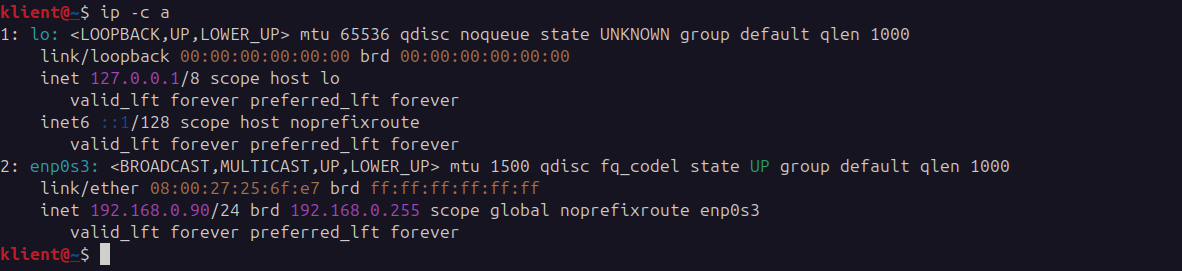 klient@~$ ip -c a
1: lo: <LOOPBACK,UP,LOWER_UP> mtu 65536 qdisc noqueue state UNKNOWN group default qlen 1000
    link/loopback 00:00:00:00:00:00 brd 00:00:00:00:00:00
    inet 127.0.0.1/8 scope host lo
       valid_lft forever preferred_lft forever
    inet6 ::1/128 scope host noprefixroute
       valid_lft forever preferred_lft forever
2: enp0s3: <BROADCAST,MULTICAST,UP,LOWER_UP> mtu 1500 qdisc fq_codel state UP group default qlen 1000
    link/ether 08:00:27:25:6f:e7 brd ff:ff:ff:ff:ff:ff
    inet 192.168.0.90/24 brd 192.168.0.255 scope global noprefixroute enp0s3
       valid_lft forever preferred_lft forever
klient@~$